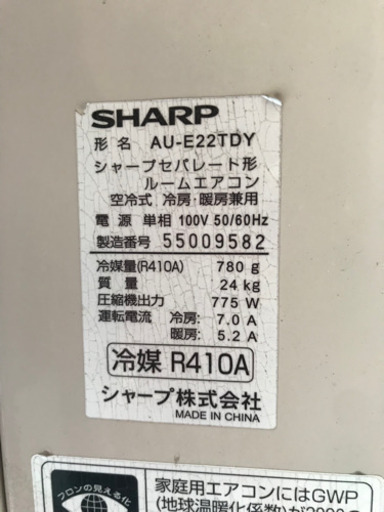 SHARP
形名 AU-E22TDY
シャープセパレード形
ルームエアコン
空冷式 冷房・暖房兼用
電源 単相 100V 50/60Hz
製造番号 55009582
冷媒量(R410A) 780 g
質量 24 kg
圧縮機出力 775 W
運転電流 冷房: 7.0 A
暖房: 5.2 A
冷媒 R410A
シャープ株式会社
MADE IN CHINA
フロンの見える化
家庭用エアコンにはGWP
(地球温暖化係数)が